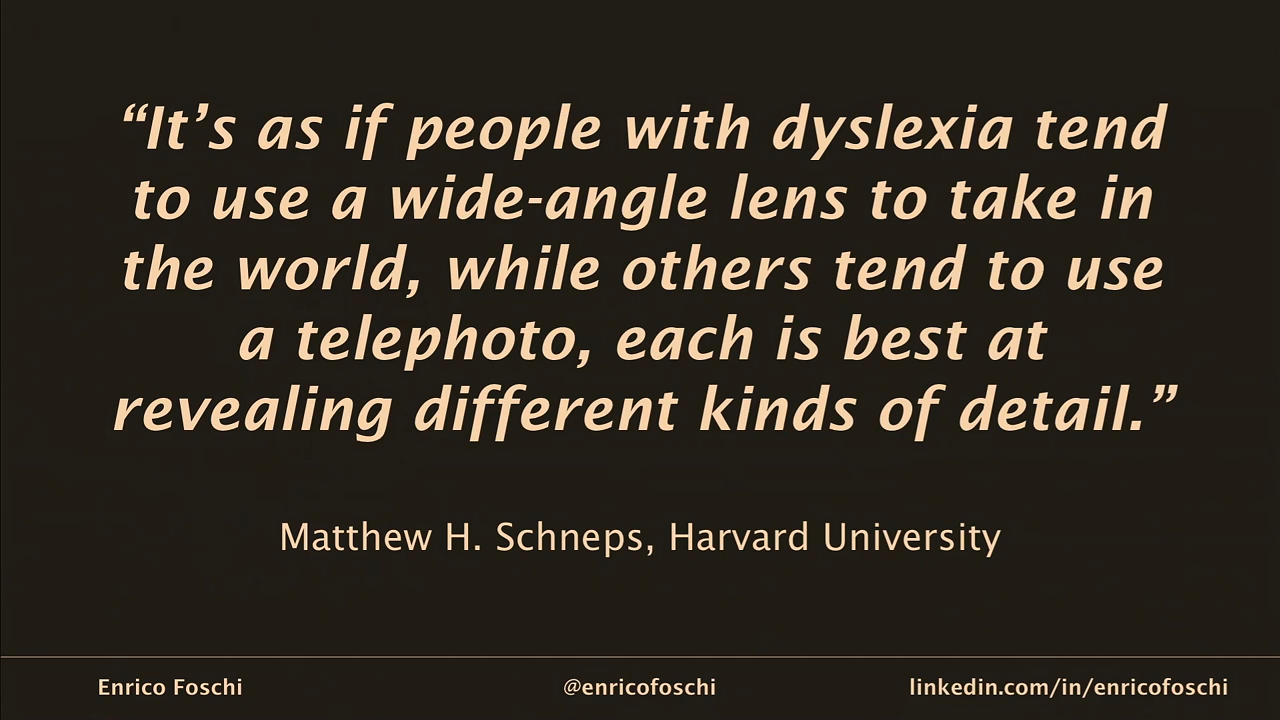 “It’s as if people with dyslexia tend
to use a wide-angle lens to take in
the world, while others tend to use
a telephoto, each is best at
revealing different kinds of detail.”
Matthew H. Schneps, Harvard University
Enrico Foschi
@enricofoschi
linkedin.com/in/enricofoschi